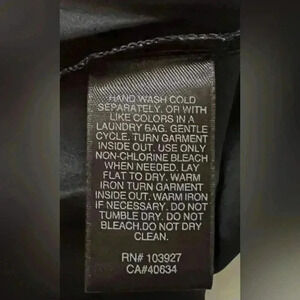 HAND WASH COLD
SEPARATELY, OR WITH
LIKE COLORS IN A
LAUNDRY BAG. GENTLE
CYCLE. TURN GARMENT
INSIDE OUT. USE ONLY
NON-CHLORINE BLEACH
WHEN NEEDED. LAY
FLAT TO DRY. WARM
IRON TURN GARMENT
INSIDE OUT. WARM IRON
IF NECESSARY. DO NOT
TUMBLE DRY. DO NOT
BLEACH.DO NOT DRY
CLEAN.
RN# 103927
CA#40634